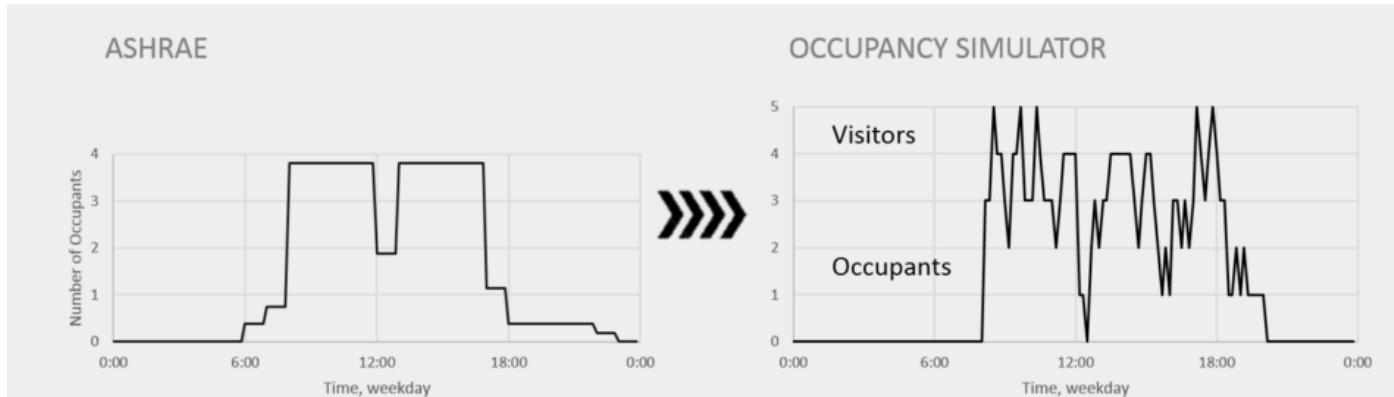 ASHRAE
OCCUPANCY SIMULATOR
Number of Occupants
4
3
2
1
0
0:00 6:00 12:00 18:00 0:00
Time, weekday
5
4
3
2
1
0
Visitors
Occupants
0:00 6:00 12:00 18:00 0:00
Time, weekday